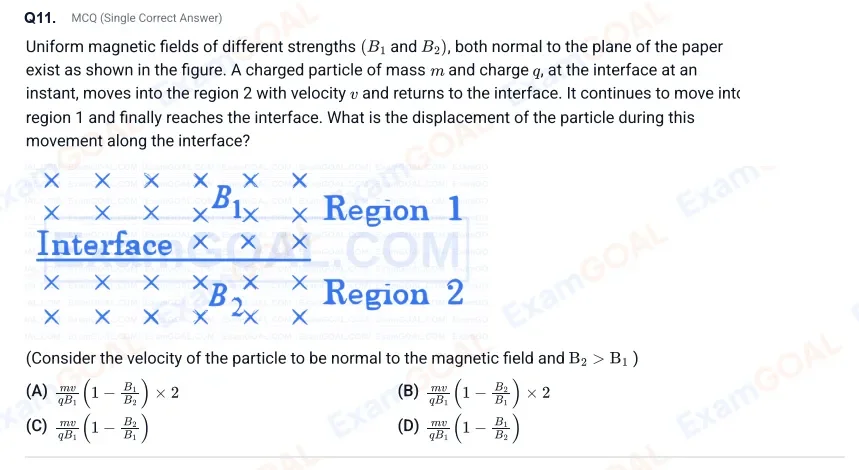 Q11. MCQ (Single Correct Answer)
Uniform magnetic fields of different strengths (B₁ and B₂), both normal to the plane of the paper
exist as shown in the figure. A charged particle of mass m and charge q, at the interface at an
instant, moves into the region 2 with velocity v and returns to the interface. It continues to move into
region 1 and finally reaches the interface. What is the displacement of the particle during this
movement along the interface?
× × × × × ×
B₁
× × × × × × Region 1
Interface × × ×
× × × × × ×
B₂ Region 2
× × × × × ×
(Consider the velocity of the particle to be normal to the magnetic field and B₂ > B₁ )
(A) mv/qB₁ (1 − B₁/B₂) × 2 (B) mv/qB₁ (1 − B₂/B₁) × 2
(C) mv/qB₁ (1 − B₂/B₁) (D) mv/qB₁ (1 − B₁/B₂)
ExamGOAL
ExamGOAL.COM